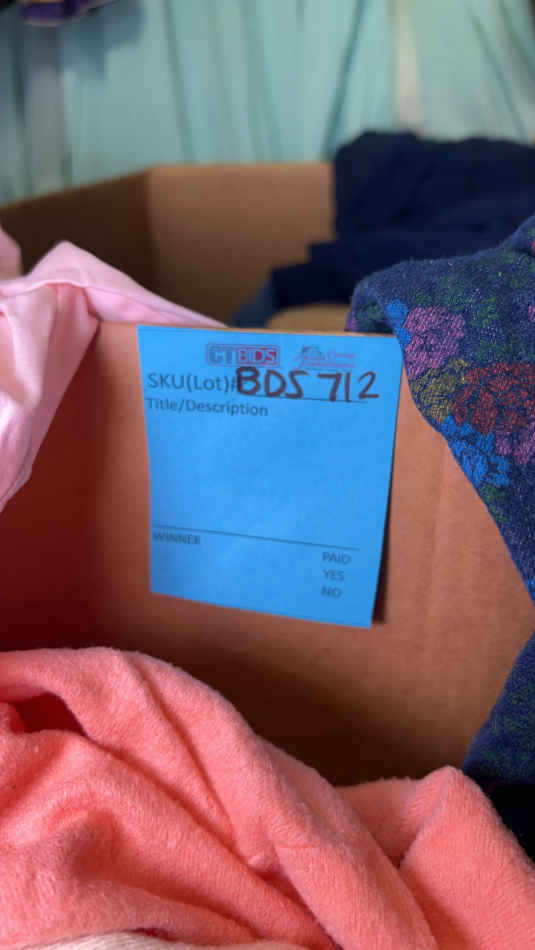 CTBIDS
SKU(Lot)# BDS 712
Title/Description
WINNER
PAID
YES
NO